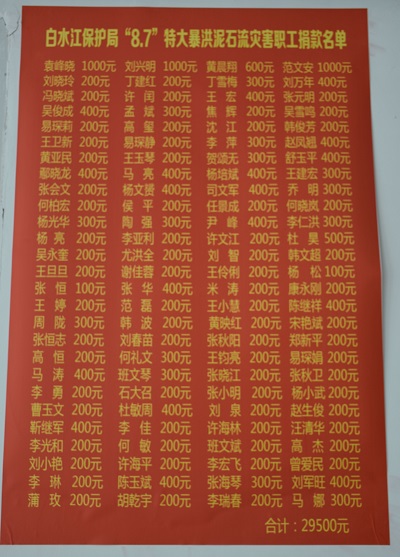 白水江保护局“8.7”特大暴洪泥石流灾害职工捐款名单
袁峰晓 1000元 刘兴明 1000元 黄晨翔 600元 范文安 1000元
刘晓玲 200元 丁建红 200元 丁雪梅 300元 刘万年 400元
冯晓斌 200元 许闰 200元 王宏 400元 张元明 200元
吴俊成 400元 孟斌 300元 焦辉 200元 吴雪鸣 200元
易琛莉 200元 高玺 200元 沈江 200元 韩俊芳 200元
王卫新 200元 易琛静 200元 李萍 300元 赵凤翘 400元
黄亚民 200元 王玉琴 200元 贺颂无 300元 舒玉平 400元
鄢晓龙 400元 马亮 400元 杨培斌 400元 王建宏 300元
张会文 200元 杨文赟 400元 司文军 400元 乔明 300元
何柏宏 200元 侯平 200元 任景成 200元 何晓岚 200元
杨光华 300元 陶强 300元 尹峰 400元 李仁洪 300元
杨亮 200元 李亚利 200元 许文江 200元 杜昊 500元
吴永奎 200元 尤洪全 200元 刘智 200元 韩文超 200元
王旦旦 200元 谢佳蓉 200元 王伶俐 200元 杨松 100元
张恒 100元 张华 400元 米涛 200元 康永刚 200元
王婷 200元 范磊 200元 王小慧 200元 陈继祥 400元
周陇 300元 韩波 200元 黄映红 200元 宋艳斌 200元
张恒志 200元 刘春苗 200元 张秋阳 200元 郑新平 200元
高恒 200元 何礼文 300元 王钧亮 200元 易琛娟 200元
马涛 400元 班文琴 300元 张晓江 200元 张秋卫 200元
李勇 200元 石大召 200元 张小明 200元 杨小武 200元
曹玉文 200元 杜敏周 400元 刘泉 200元 赵生俊 200元
靳继军 400元 李佳 200元 许海林 200元 汪清华 200元
李光和 200元 何敏 200元 班文斌 200元 高杰 200元
刘小艳 200元 许海平 200元 李宏飞 200元 曾爱民 200元
李琳 200元 陈玉斌 400元 张海琴 300元 刘军旺 400元
蒲玫 200元 胡乾宇 200元 李瑞春 200元 马娜 300元
合计：29500元